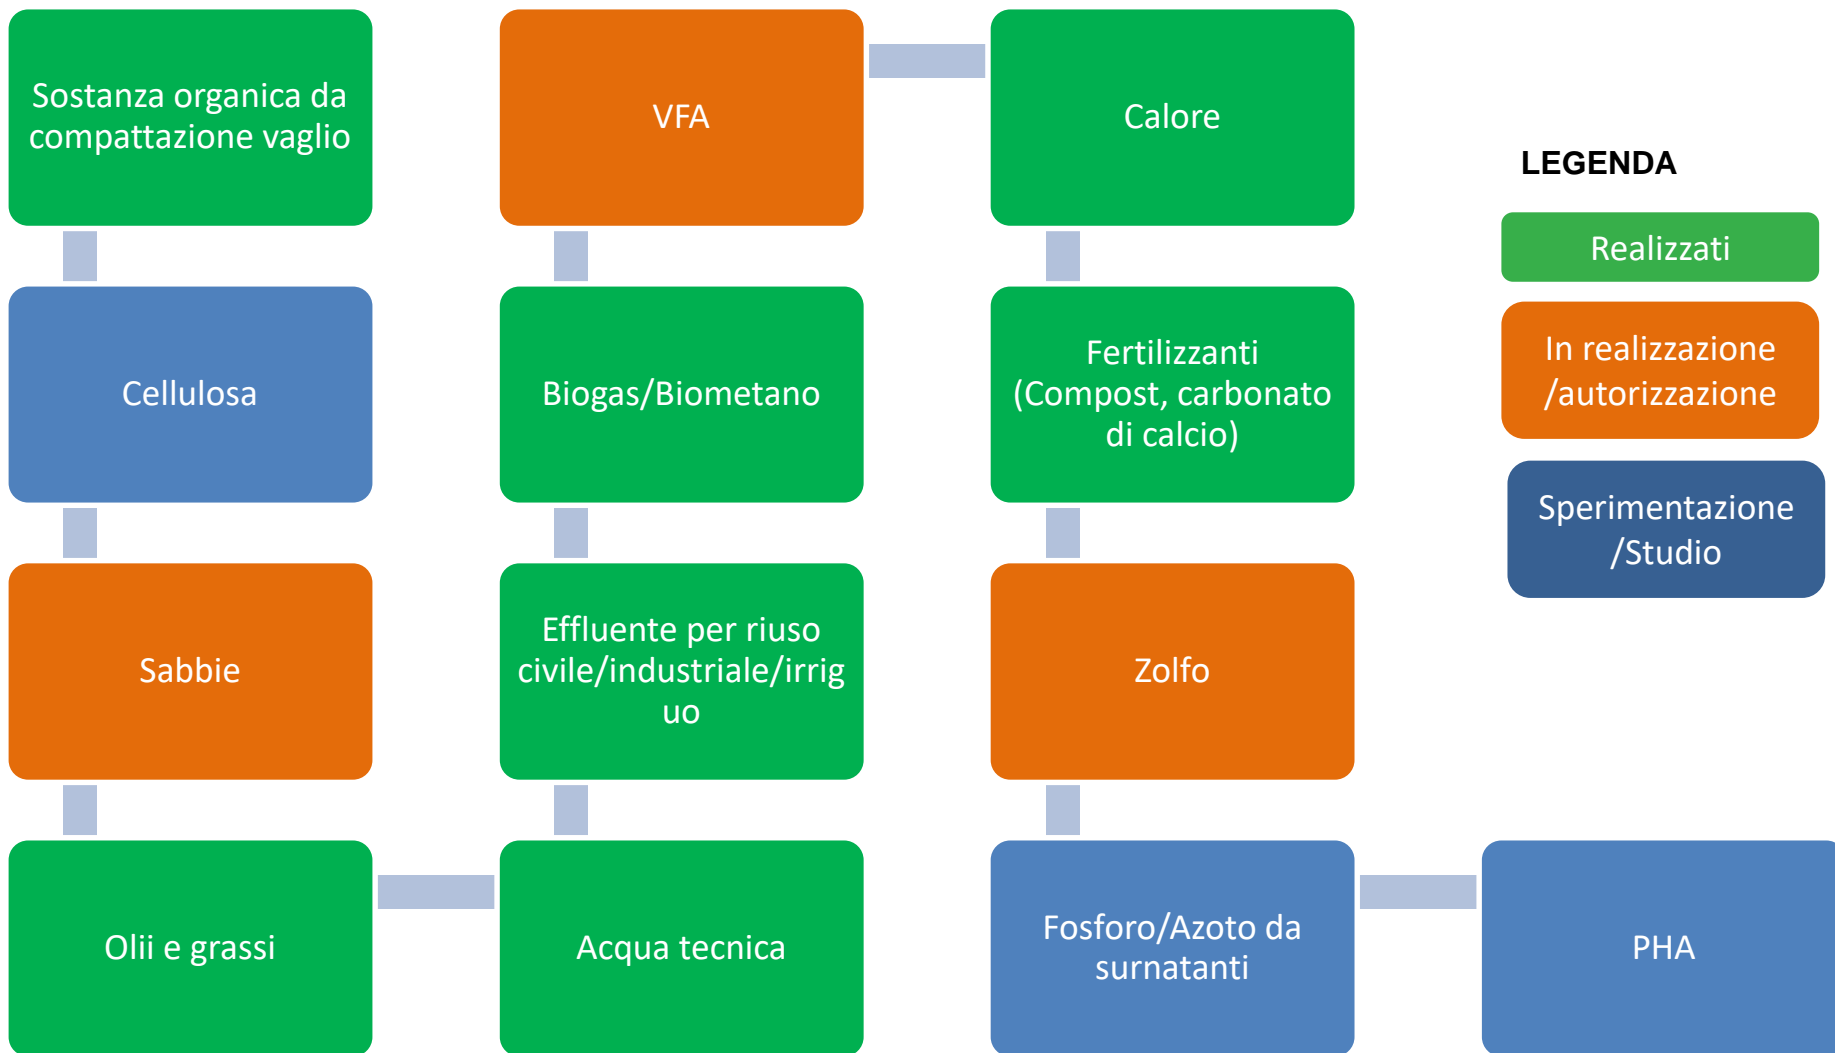 Sostanza organica da
compattazione vaglio
Cellulosa
Sabbie
Olii e grassi
Acqua tecnica
Effluente per riuso
civile/industriale/irrig
uo
Biogas/Biometano
VFA
Calore
Fertilizzanti
(Compost, carbonato
di calcio)
Zolfo
Fosforo/Azoto da
surnatanti
PHA
LEGENDA
Realizzati
In realizzazione
/autorizzazione
Sperimentazione
/Studio